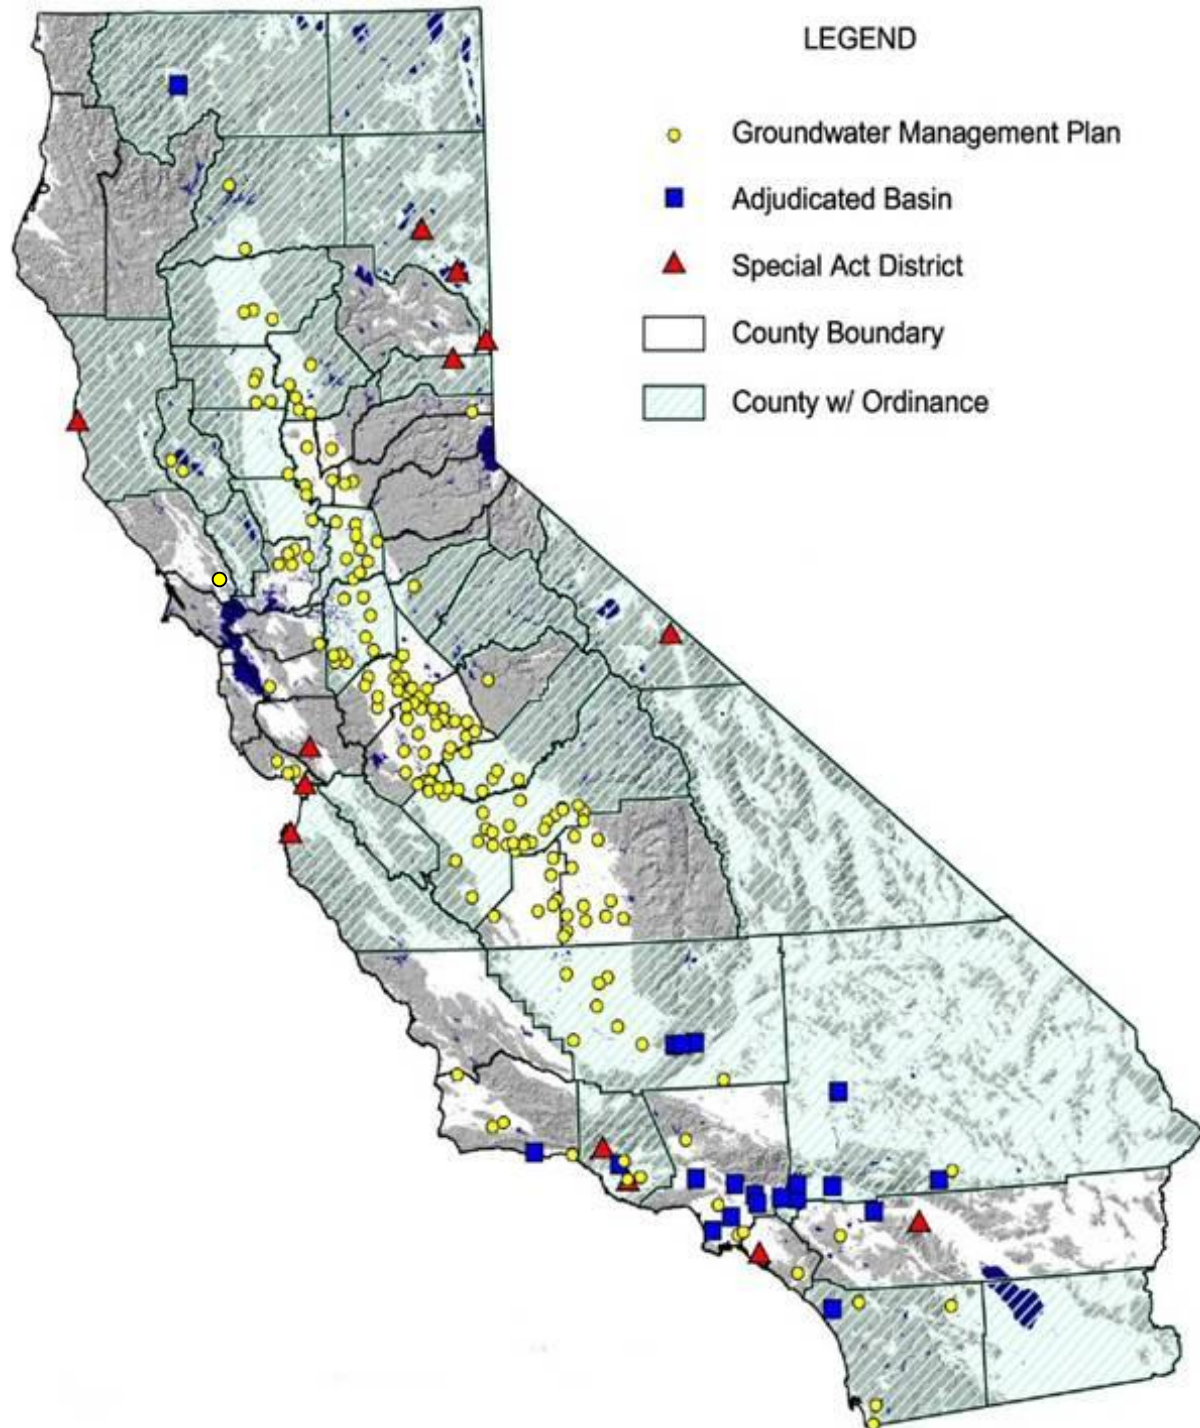 LEGEND
Groundwater Management Plan
Adjudicated Basin
Special Act District
County Boundary
County w/ Ordinance